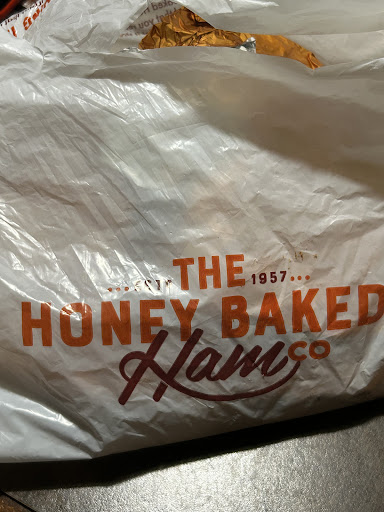 THE
1957
HONEY BAKED
Ham CO